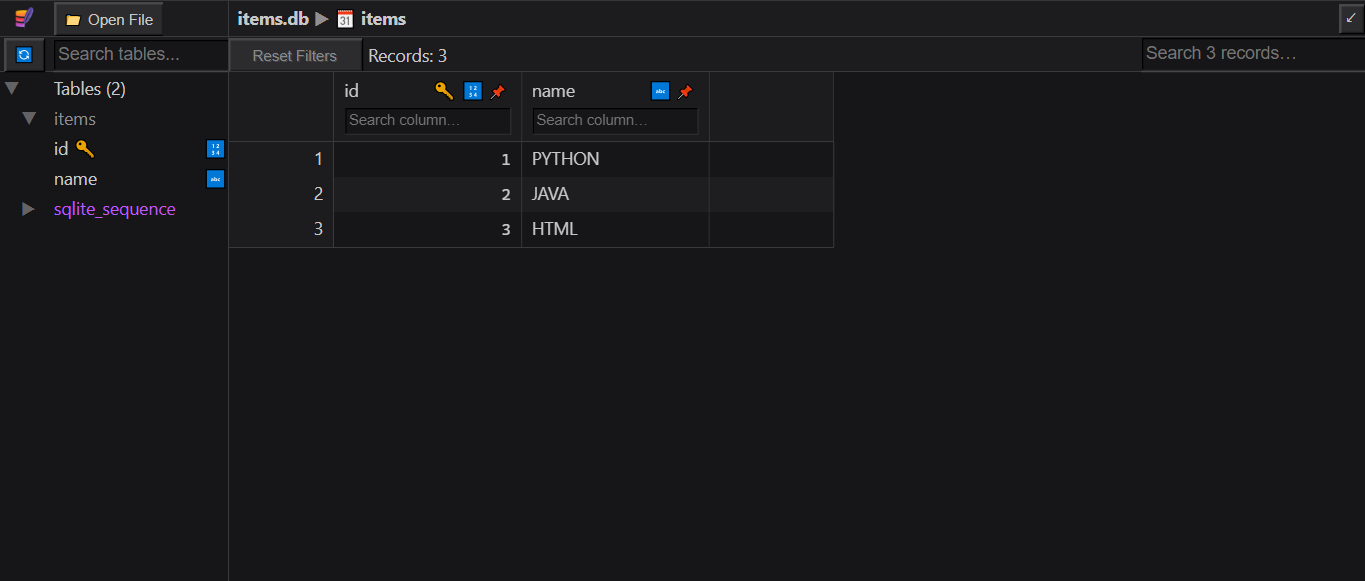 Open File
items.db ▶ items
Search tables...
Reset Filters
Records: 3
Search 3 records...
Tables (2)
items
id
name
sqlite_sequence
id
name
Search column...
Search column...
1 1 PYTHON
2 2 JAVA
3 3 HTML